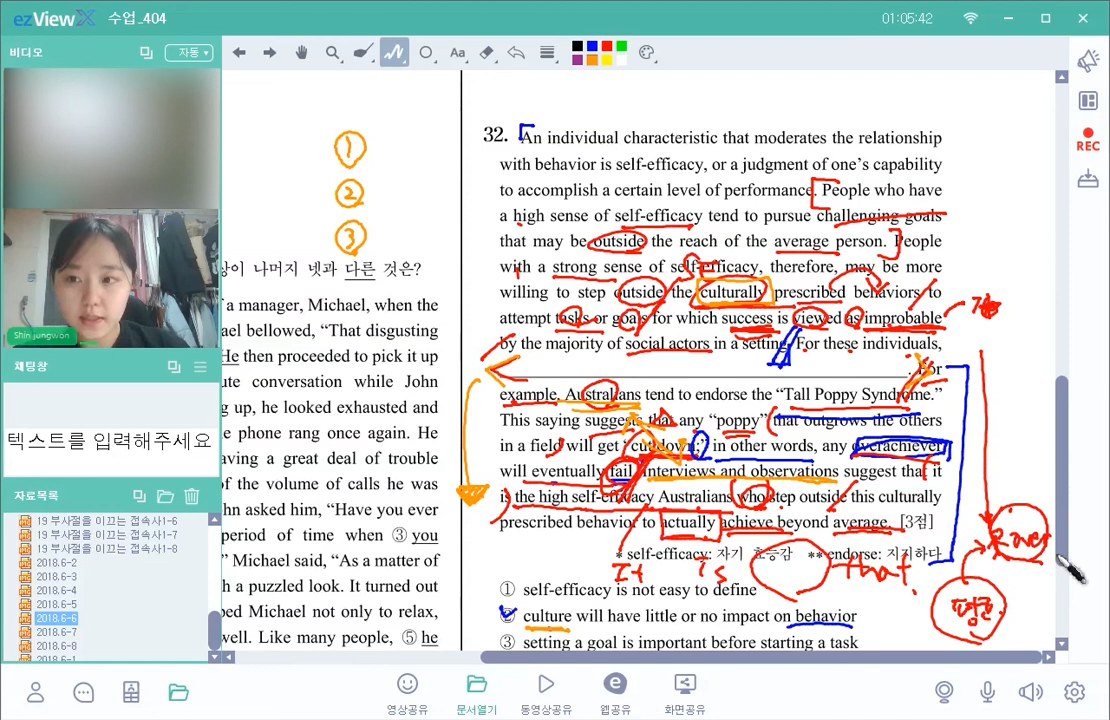 ezViewX 수업_404
01:05:42
비디오
자동
Aa
REC
Shin jungwon
채팅창
텍스트를 입력해주세요
자료목록
19 부사절을 이끄는 접속사1-6
19 부사절을 이끄는 접속사1-7
19 부사절을 이끄는 접속사1-8
2018.6-2
2018.6-3
2018.6-4
2018.6-5
2018.6-6
2018.6-7
2018.6-8
①
②
③
이 나머지 넷과 다른 것은?
a manager, Michael, when the
ael bellowed, “That disgusting
He then proceeded to pick it up
ute conversation while John
g up, he looked exhausted and
e phone rang once again. He
aving a great deal of trouble
f the volume of calls he was
hn asked him, “Have you ever
period of time when ③ you
” Michael said, “As a matter of
h a puzzled look. It turned out
ed Michael not only to relax,
well. Like many people, ⑤ he
32. An individual characteristic that moderates the relationship
with behavior is self-efficacy, or a judgment of one’s capability
to accomplish a certain level of performance. People who have
a high sense of self-efficacy tend to pursue challenging goals
that may be outside the reach of the average person. People
with a strong sense of self-efficacy, therefore, may be more
willing to step outside the culturally prescribed behaviors to
attempt tasks or goals for which success is viewed as improbable
by the majority of social actors in a setting. For these individuals,
. For
example, Australians tend to endorse the “Tall Poppy Syndrome.”
This saying suggests that any “poppy” that outgrows the others
in a field will get “cut down;” in other words, any overachiever
will eventually fail. Interviews and observations suggest that it
is the high self-efficacy Australians who step outside this culturally
prescribed behavior to actually achieve beyond average. [3점]
* self-efficacy: 자기 효능감 ** endorse: 지지하다
It is that
① self-efficacy is not easy to define
② culture will have little or no impact on behavior
③ setting a goal is important before starting a task
영상공유
문서열기
동영상공유
웹공유
화면공유